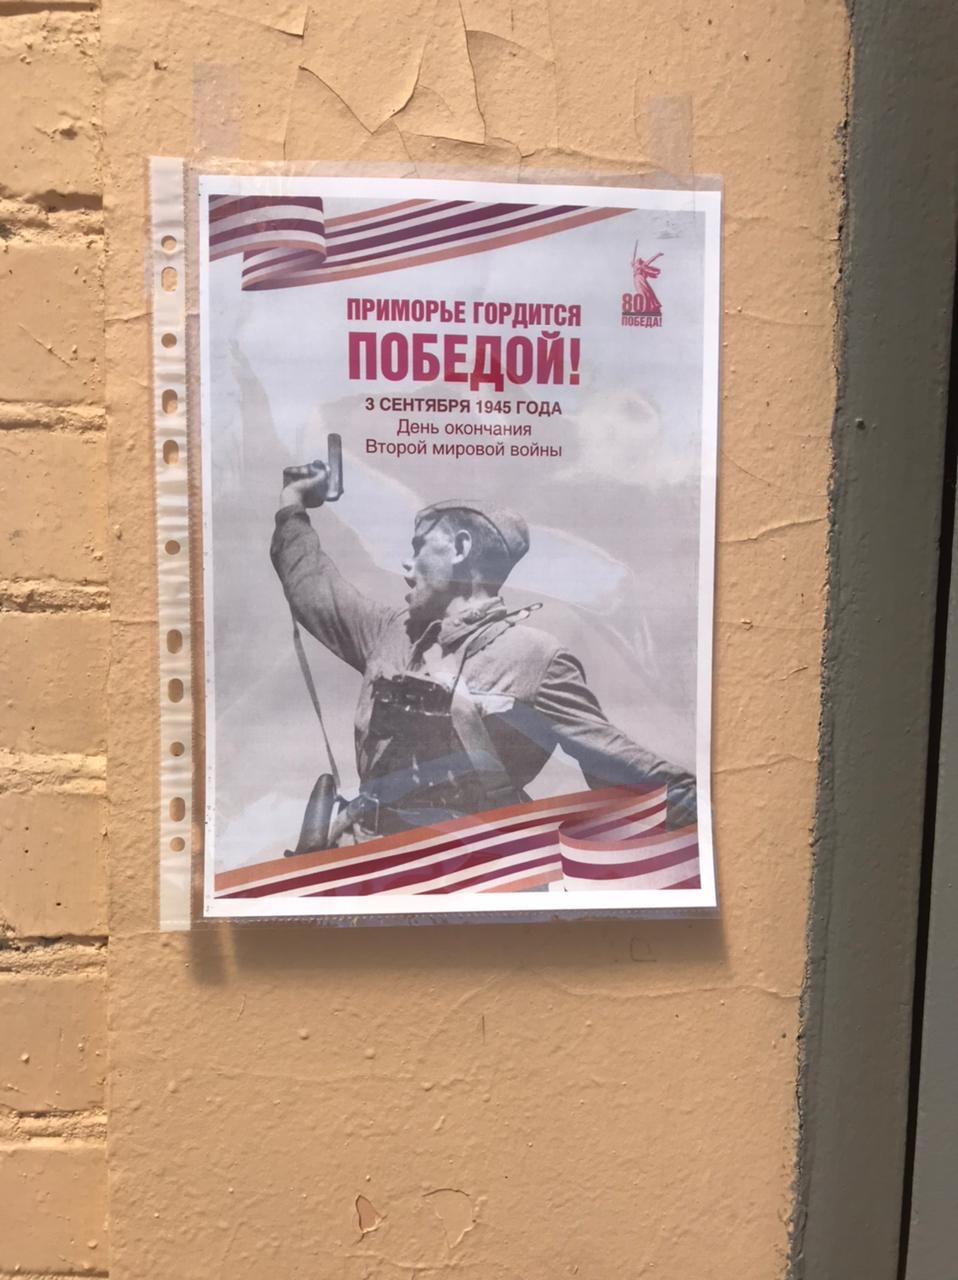 ПРИМОРЬЕ ГОРДИТСЯ
ПОБЕДОЙ!
3 СЕНТЯБРЯ 1945 ГОДА
День окончания
Второй мировой войны
80
ПОБЕДА!